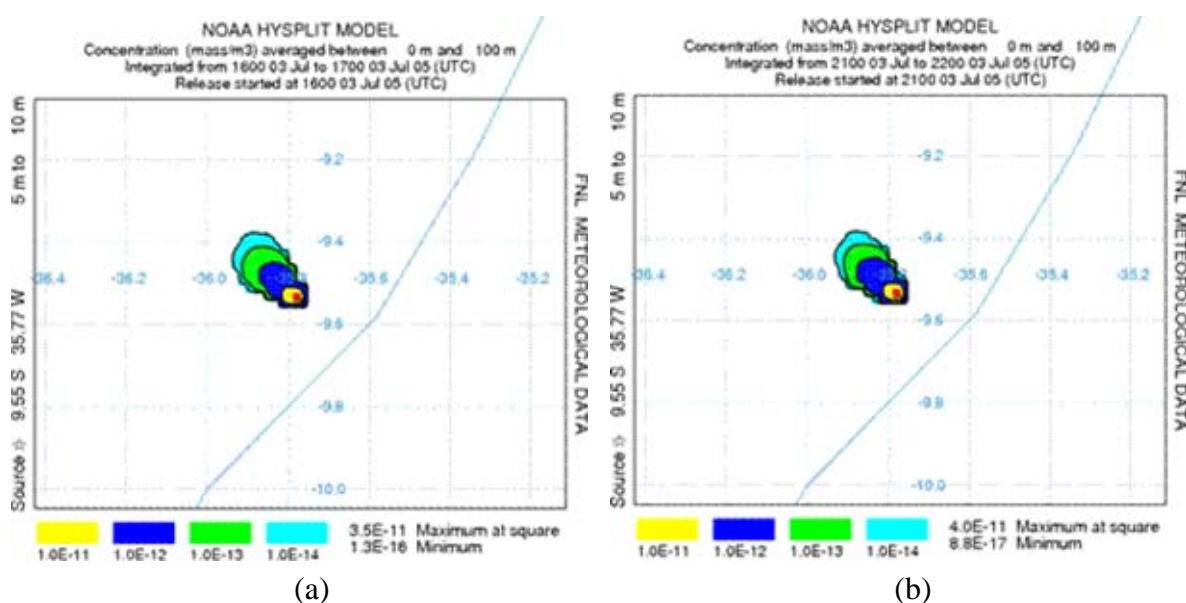 NOAA HYSPLIT MODEL
Concentration (mass/m3) averaged between 0 m and 100 m
Integrated from 1600 03 Jul to 1700 03 Jul 05 (UTC)
Release started at 1600 03 Jul 05 (UTC)
Source ☆ 9.55 S 35.77 W 5 m to 10 m
-9.2
-9.4
-36.4 -36.0 -35.6 -35.2
-9.6
-9.8
-10.0
FNL METEOROLOGICAL DATA
3.5E-11 Maximum at square
1.3E-16 Minimum
1.0E-11 1.0E-12 1.0E-13 1.0E-14
(a)
NOAA HYSPLIT MODEL
Concentration (mass/m3) averaged between 0 m and 100 m
Integrated from 2100 03 Jul to 2200 03 Jul 05 (UTC)
Release started at 2100 03 Jul 05 (UTC)
Source ☆ 9.55 S 35.77 W 5 m to 10 m
-9.2
-9.4
-36.4 -36.0 -35.6 -35.2
-9.6
-9.8
-10.0
FNL METEOROLOGICAL DATA
4.0E-11 Maximum at square
8.8E-17 Minimum
1.0E-11 1.0E-12 1.0E-13 1.0E-14
(b)